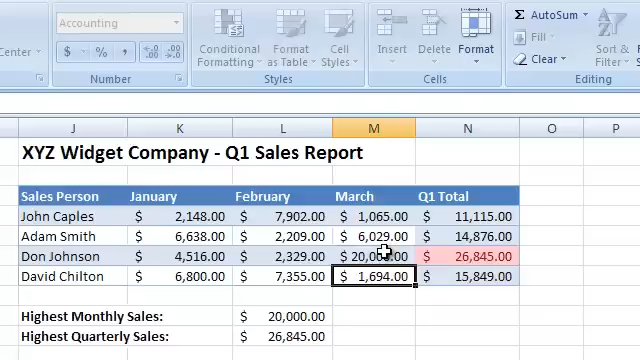 Accounting
Σ AutoSum
Center
Conditional Formatting
Format as Table
Cell Styles
Insert
Delete
Format
Fill
Clear
Sort & Filter
$ % , .0 .00 .00 .0
Number
Styles
Cells
Editing
J K L M N O P
XYZ Widget Company - Q1 Sales Report
Sales Person January February March Q1 Total
John Caples $ 2,148.00 $ 7,902.00 $ 1,065.00 $ 11,115.00
Adam Smith $ 6,638.00 $ 2,209.00 $ 6,029.00 $ 14,876.00
Don Johnson $ 4,516.00 $ 2,329.00 $ $ 26,845.00
David Chilton $ 6,800.00 $ 7,355.00 $ 1,694.00 $ 15,849.00
Highest Monthly Sales: $ 20,000.00
Highest Quarterly Sales: $ 26,845.00